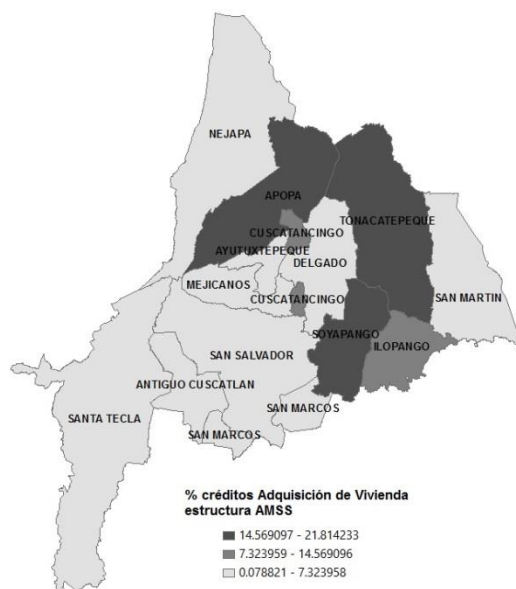 NEJAPA
APOPA
TONACATEPEQUE
CUSCATANCINGO
AYUTUXTEPEQUE
DELGADO
MEJICANOS
CUSCATANCINGO
SAN MARTIN
SOYAPANGO
ILOPANGO
SAN SALVADOR
ANTIGUO CUSCATLAN
SAN MARCOS
SANTA TECLA
SAN MARCOS
% créditos Adquisición de Vivienda
estructura AMSS
14.569097 - 21.814233
7.323959 - 14.569096
0.078821 - 7.323958